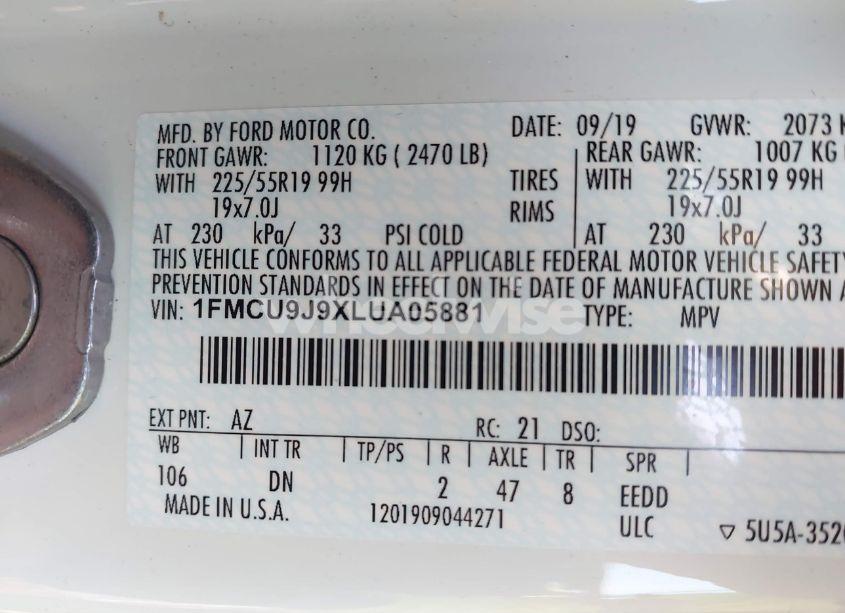 MFD. BY FORD MOTOR CO. DATE: 09/19 GVWR: 2073 K
FRONT GAWR: 1120 KG ( 2470 LB) REAR GAWR: 1007 KG (
WITH 225/55R19 99H TIRES WITH 225/55R19 99H
19x7.0J RIMS 19x7.0J
AT 230 kPa/ 33 PSI COLD AT 230 kPa/ 33
THIS VEHICLE CONFORMS TO ALL APPLICABLE FEDERAL MOTOR VEHICLE SAFETY
PREVENTION STANDARDS IN EFFECT ON THE DATE OF MANUFACTURE SHOWN A
VIN: 1FMCU9J9XLUA05881 TYPE: MPV
wheelwise
EXT PNT: AZ RC: 21 DSO:
WB INT TR TP/PS R AXLE TR SPR
106 DN 2 47 8 EEDD
MADE IN U.S.A. 1201909044271 ULC ▽ 5U5A-3520